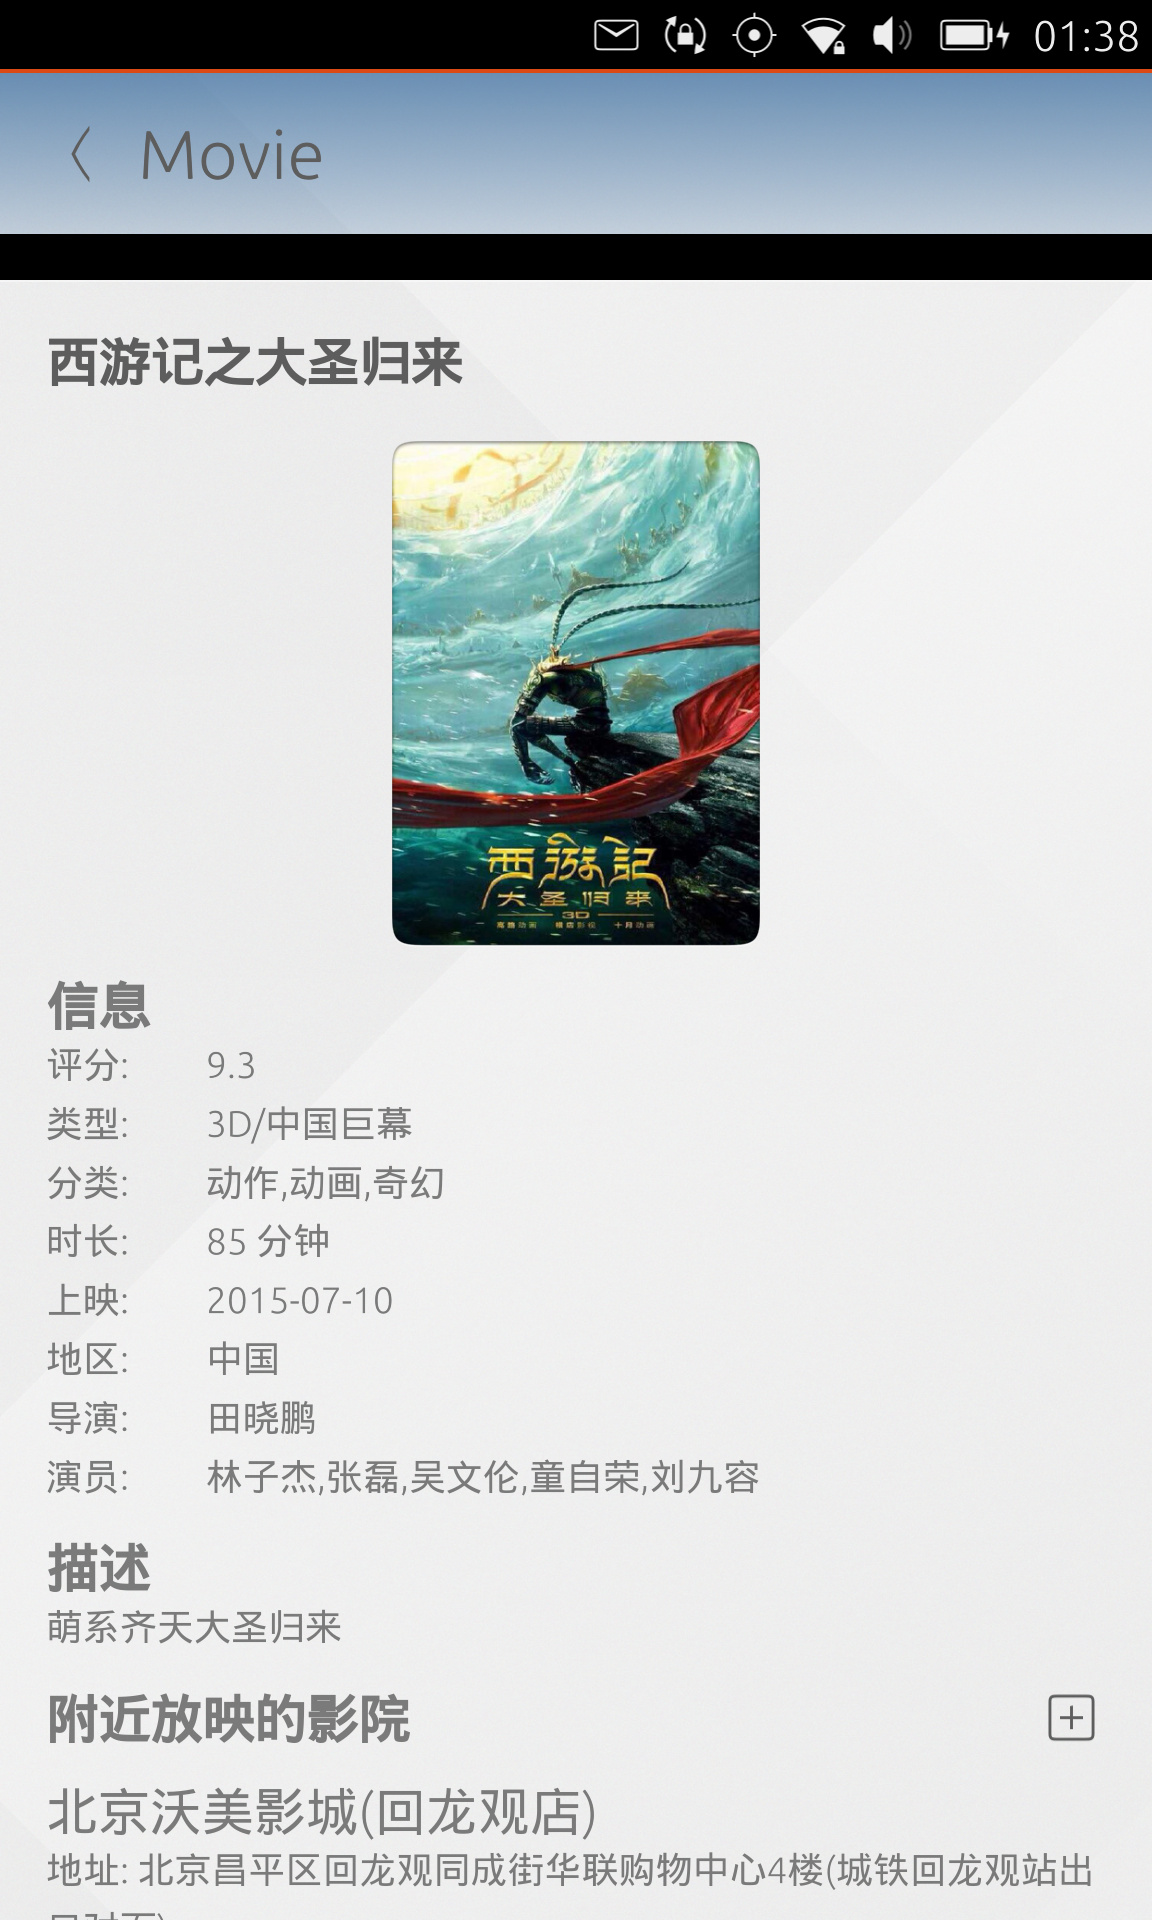 01:38
Movie
西游记之大圣归来
西游記
大圣归来
3D
信息
评分: 9.3
类型: 3D/中国巨幕
分类: 动作,动画,奇幻
时长: 85 分钟
上映: 2015-07-10
地区: 中国
导演: 田晓鹏
演员: 林子杰,张磊,吴文伦,童自荣,刘九容
描述
萌系齐天大圣归来
附近放映的影院
北京沃美影城(回龙观店)
地址: 北京昌平区回龙观同成街华联购物中心4楼(城铁回龙观站出